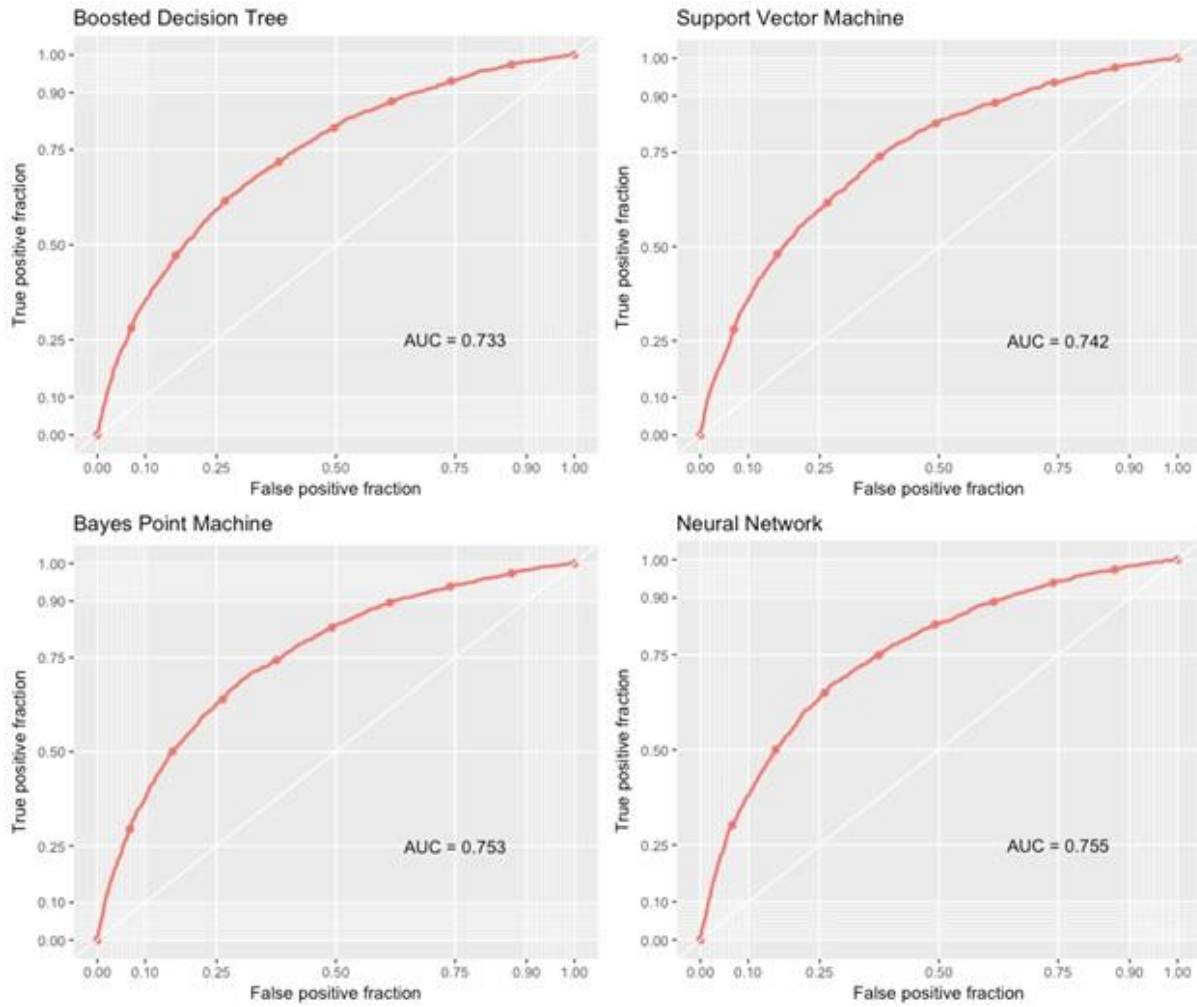 Boosted Decision Tree
1.00
0.90
0.75
0.50
0.25
0.10
0.00
True positive fraction
AUC = 0.733
0.00 0.10 0.25 0.50 0.75 0.90 1.00
False positive fraction
Support Vector Machine
1.00
0.90
0.75
0.50
0.25
0.10
0.00
True positive fraction
AUC = 0.742
0.00 0.10 0.25 0.50 0.75 0.90 1.00
False positive fraction
Bayes Point Machine
1.00
0.90
0.75
0.50
0.25
0.10
0.00
True positive fraction
AUC = 0.753
0.00 0.10 0.25 0.50 0.75 0.90 1.00
False positive fraction
Neural Network
1.00
0.90
0.75
0.50
0.25
0.10
0.00
True positive fraction
AUC = 0.755
0.00 0.10 0.25 0.50 0.75 0.90 1.00
False positive fraction